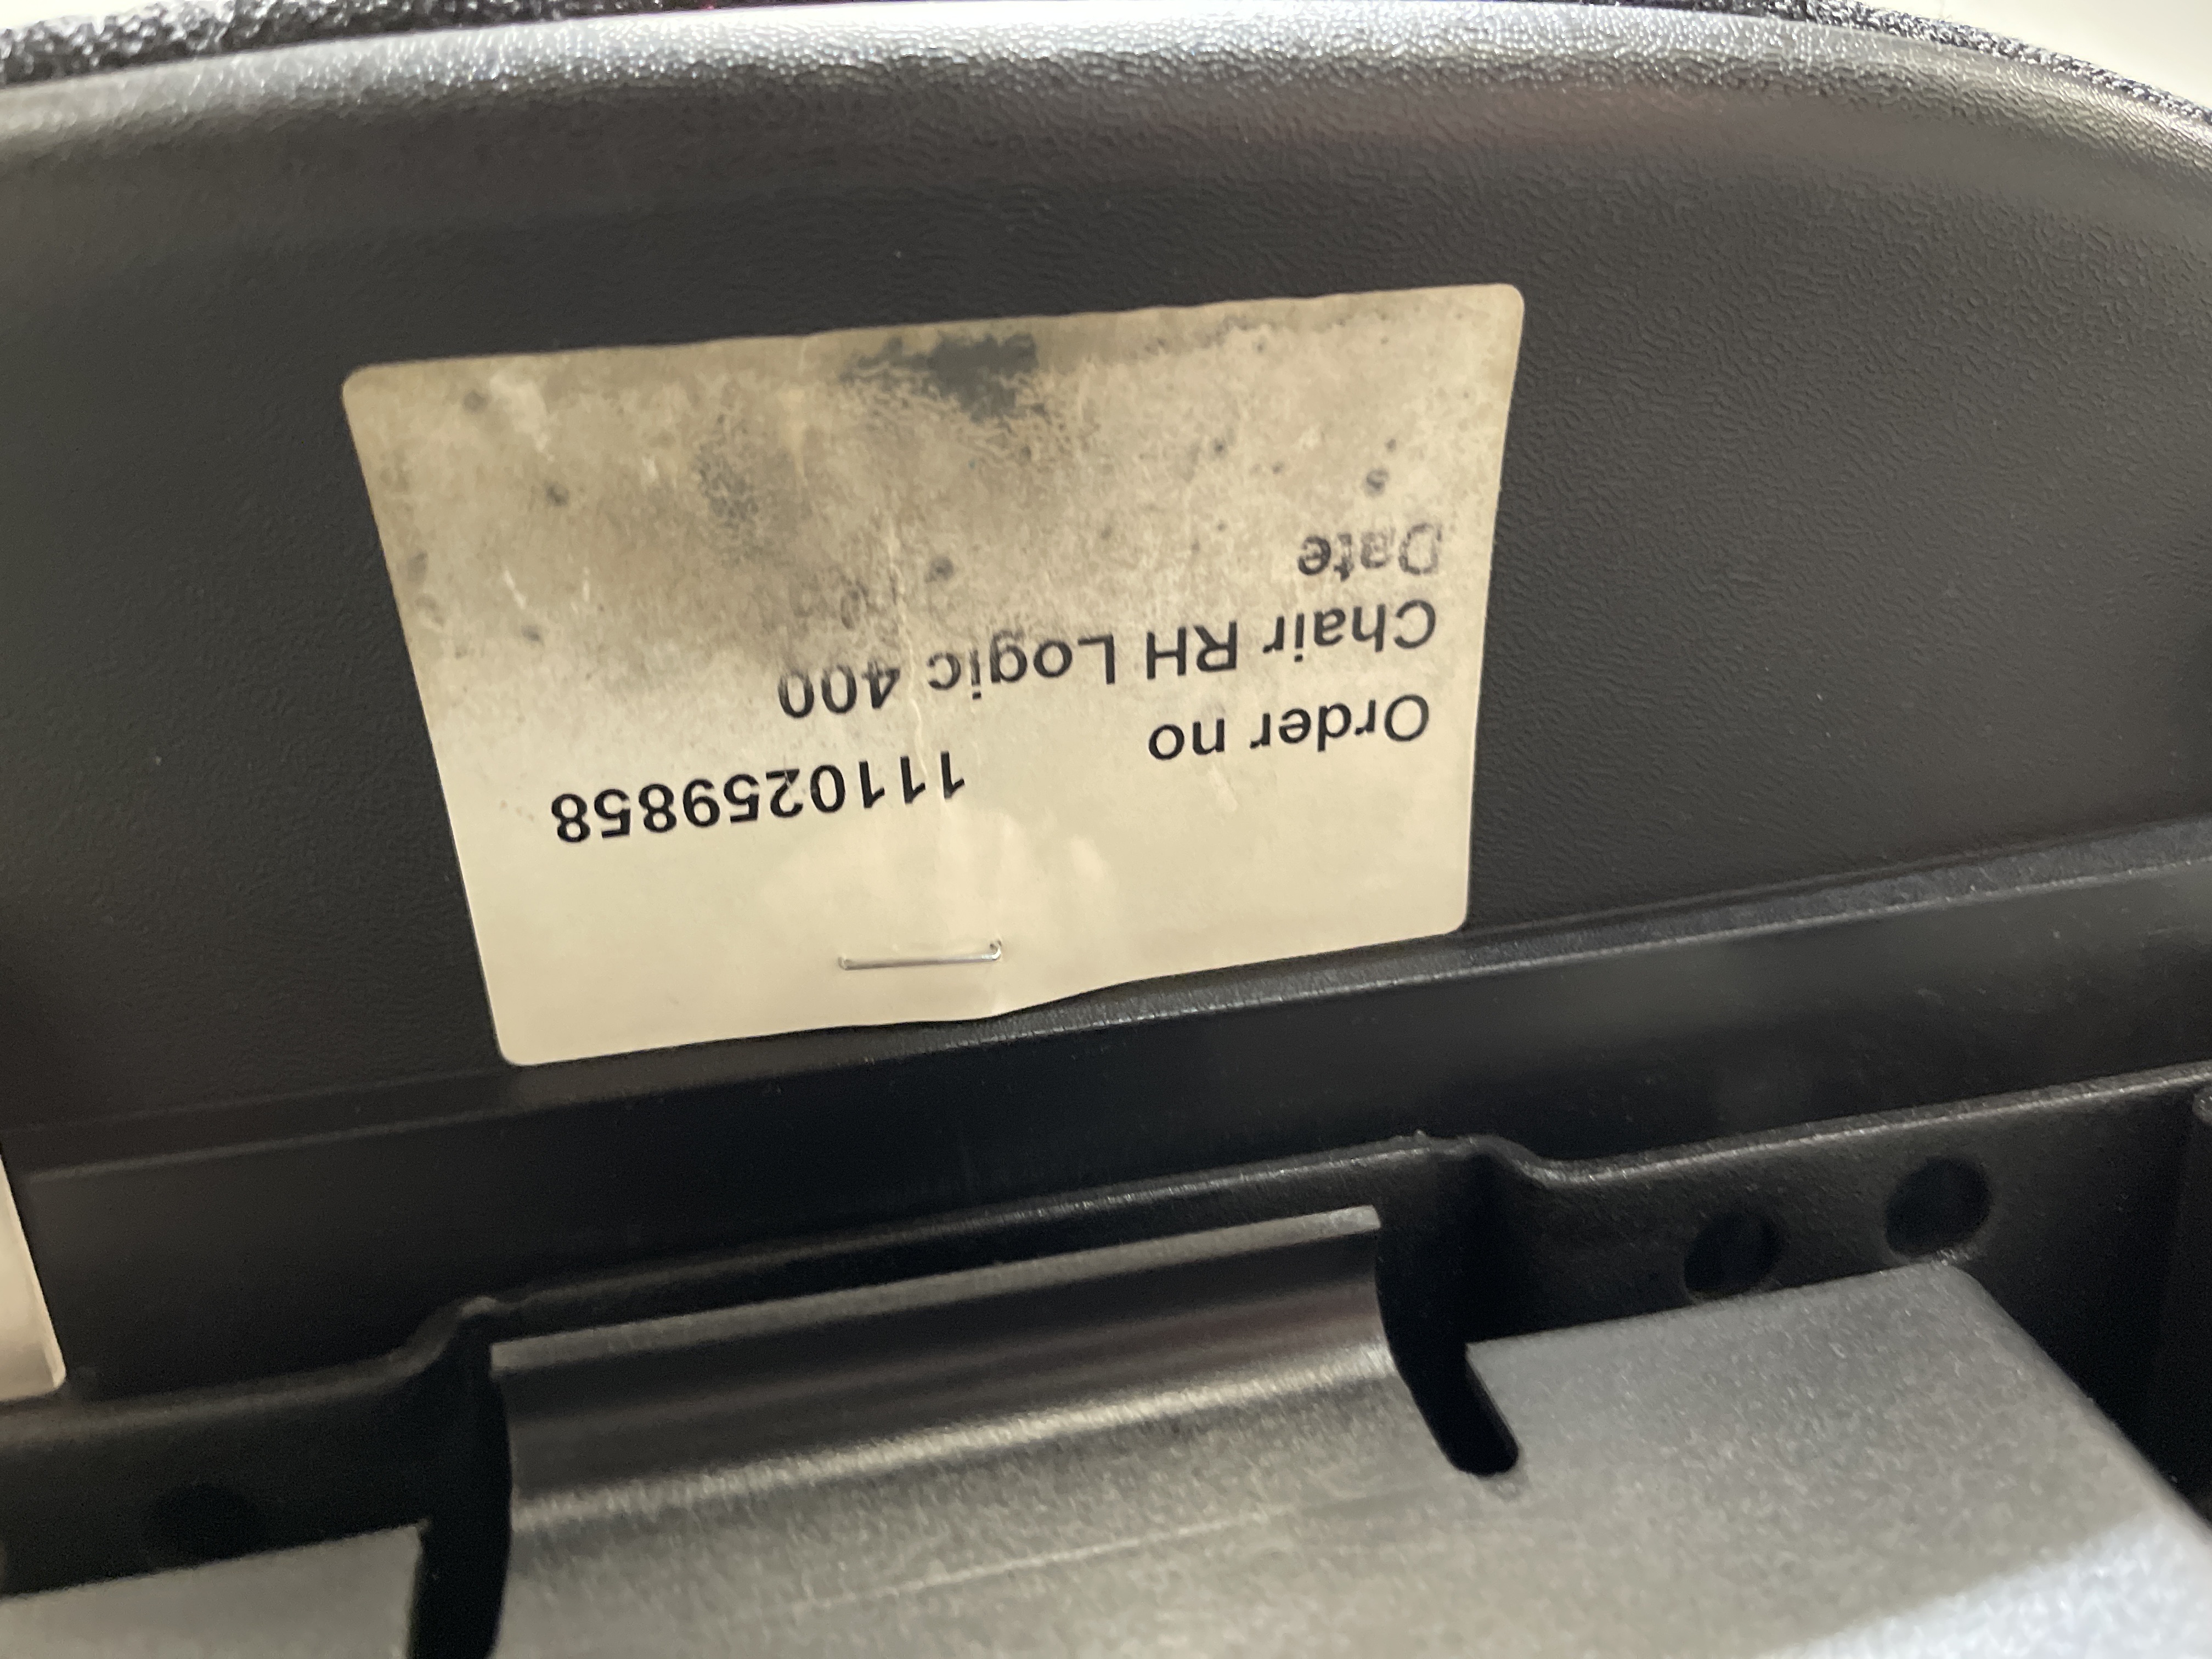 Order no 1110259858
Chair RH Logic 400
Date
s